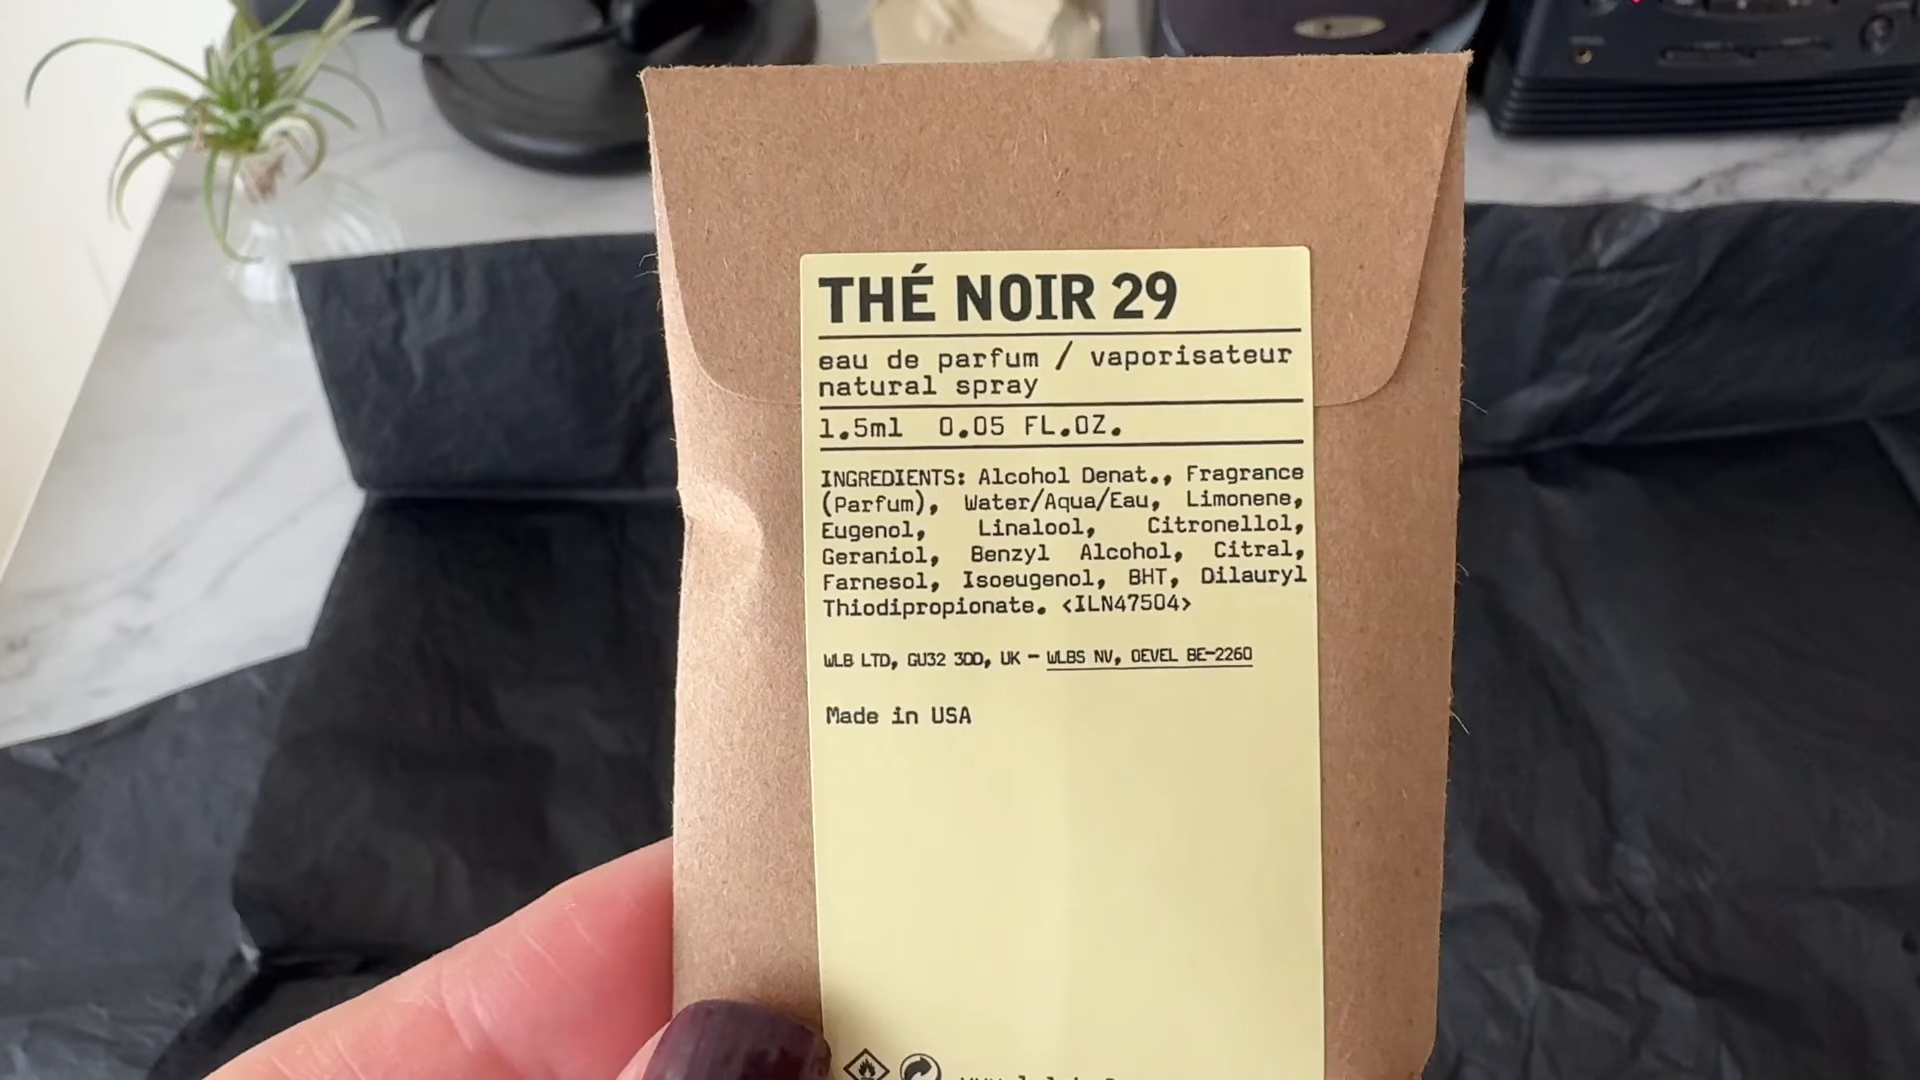 THÉ NOIR 29
eau de parfum / vaporisateur
natural spray
1.5ml 0.05 FL.OZ.
INGREDIENTS: Alcohol Denat., Fragrance
(Parfum), Water/Aqua/Eau, Limonene,
Eugenol, Linalool, Citronellol,
Geraniol, Benzyl Alcohol, Citral,
Farnesol, Isoeugenol, BHT, Dilauryl
Thiodipropionate. <ILN47504>
WLB LTD, GU32 3DD, UK - WLBS NV, OEVEL BE-2260
Made in USA